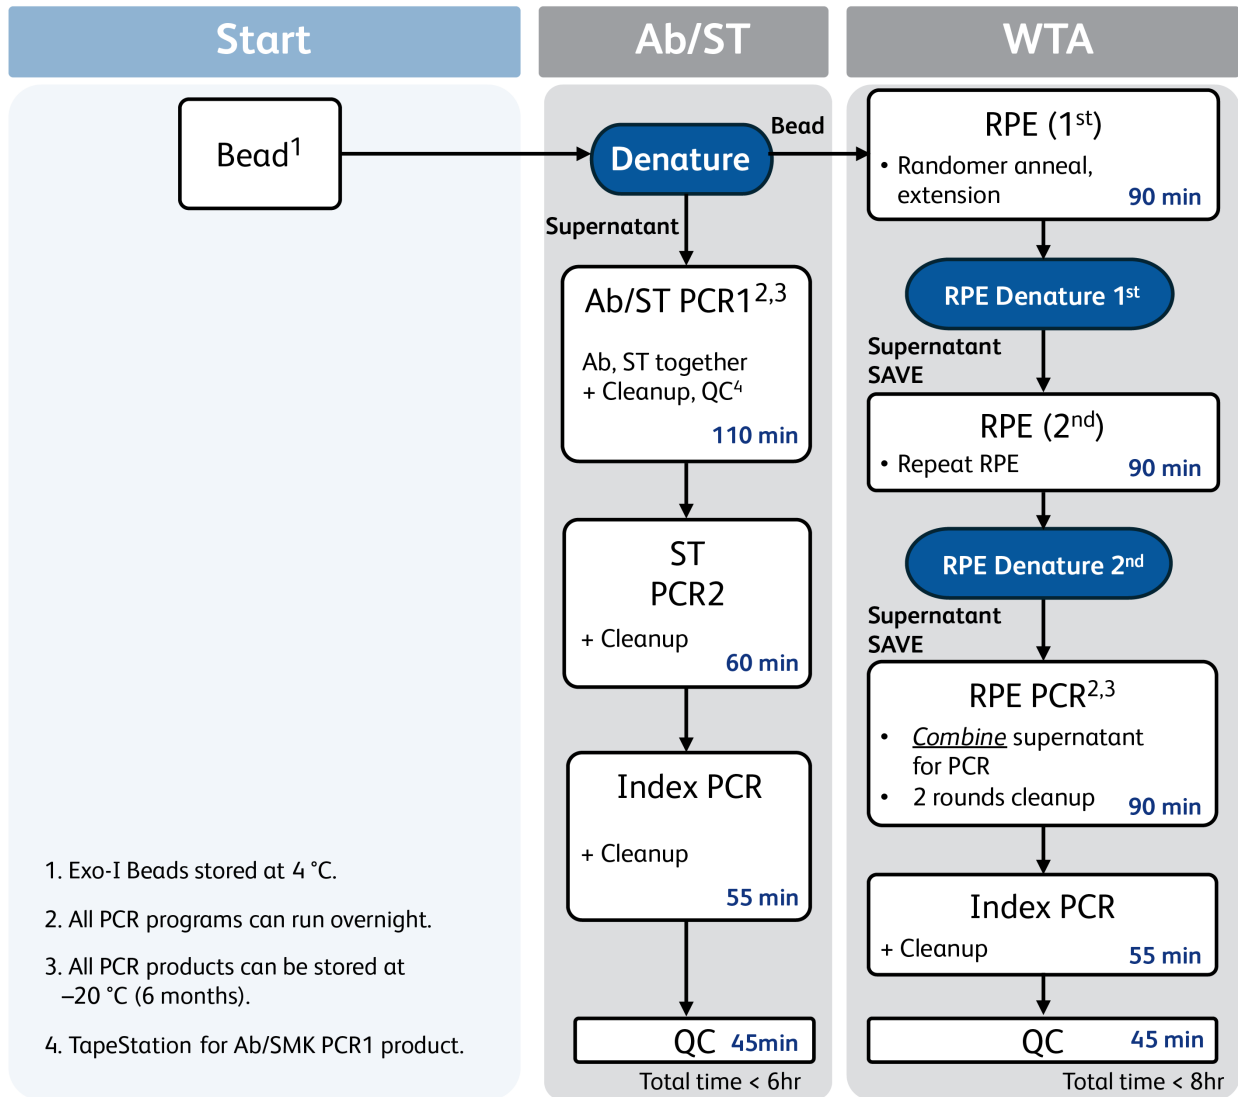 Start
Ab/ST
WTA
Bead¹
Denature
Bead
Supernatant
Ab/ST PCR1²,³
Ab, ST together
+ Cleanup, QC⁴
110 min
ST
PCR2
+ Cleanup
60 min
Index PCR
+ Cleanup
55 min
QC 45min
Total time < 6hr
RPE (1ˢᵗ)
• Randomer anneal,
extension
90 min
RPE Denature 1ˢᵗ
Supernatant
SAVE
RPE (2ⁿᵈ)
• Repeat RPE
90 min
RPE Denature 2ⁿᵈ
Supernatant
SAVE
RPE PCR²,³
• Combine supernatant
for PCR
• 2 rounds cleanup
90 min
Index PCR
+ Cleanup
55 min
QC 45 min
Total time < 8hr
1. Exo-I Beads stored at 4 °C.
2. All PCR programs can run overnight.
3. All PCR products can be stored at
–20 °C (6 months).
4. TapeStation for Ab/SMK PCR1 product.